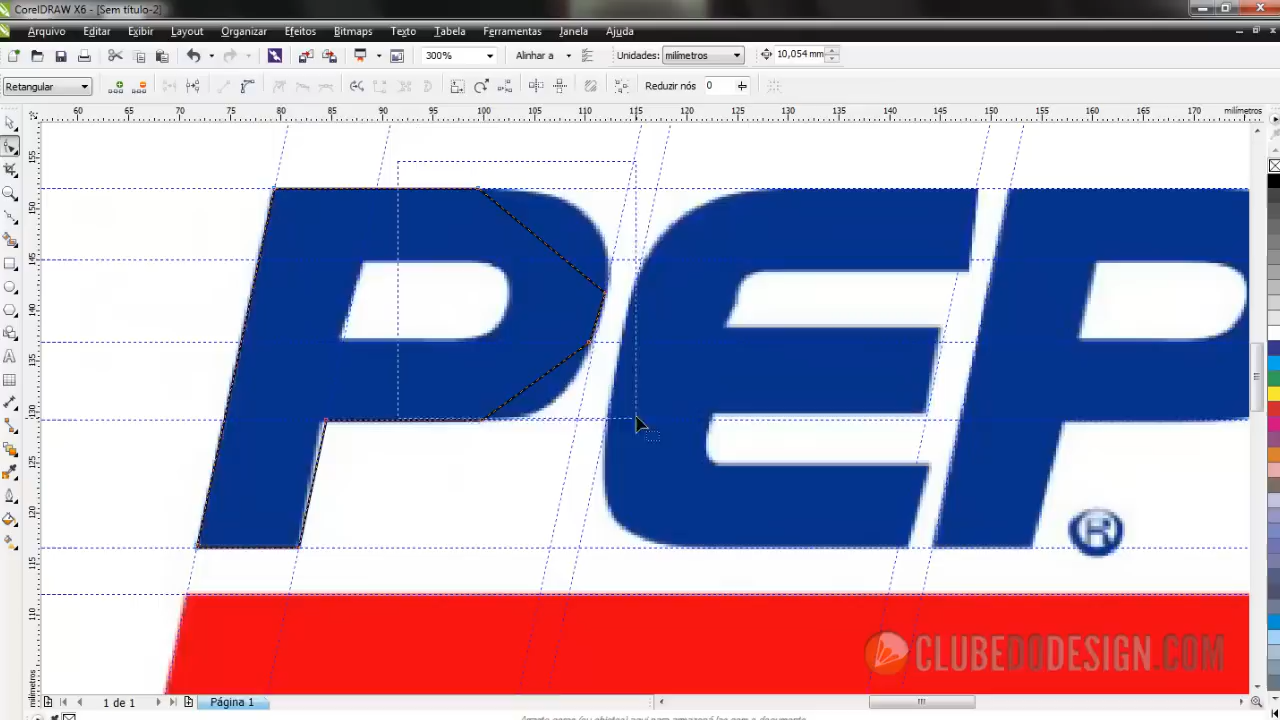 CorelDRAW X6 - [Sem título-2]
Arquivo Editar Exibir Layout Organizar Efeitos Bitmaps Texto Tabela Ferramentas Janela Ajuda
300% Alinhar a Unidades: milímetros 10,054 mm
Retangular Reduzir nós 0
60 65 70 75 80 85 90 95 100 105 110 115 120 125 130 135 140 145 150 155 160 165 170 milímetros
PEP
®
CLUBEDODESIGN.COM
1 de 1 Página 1